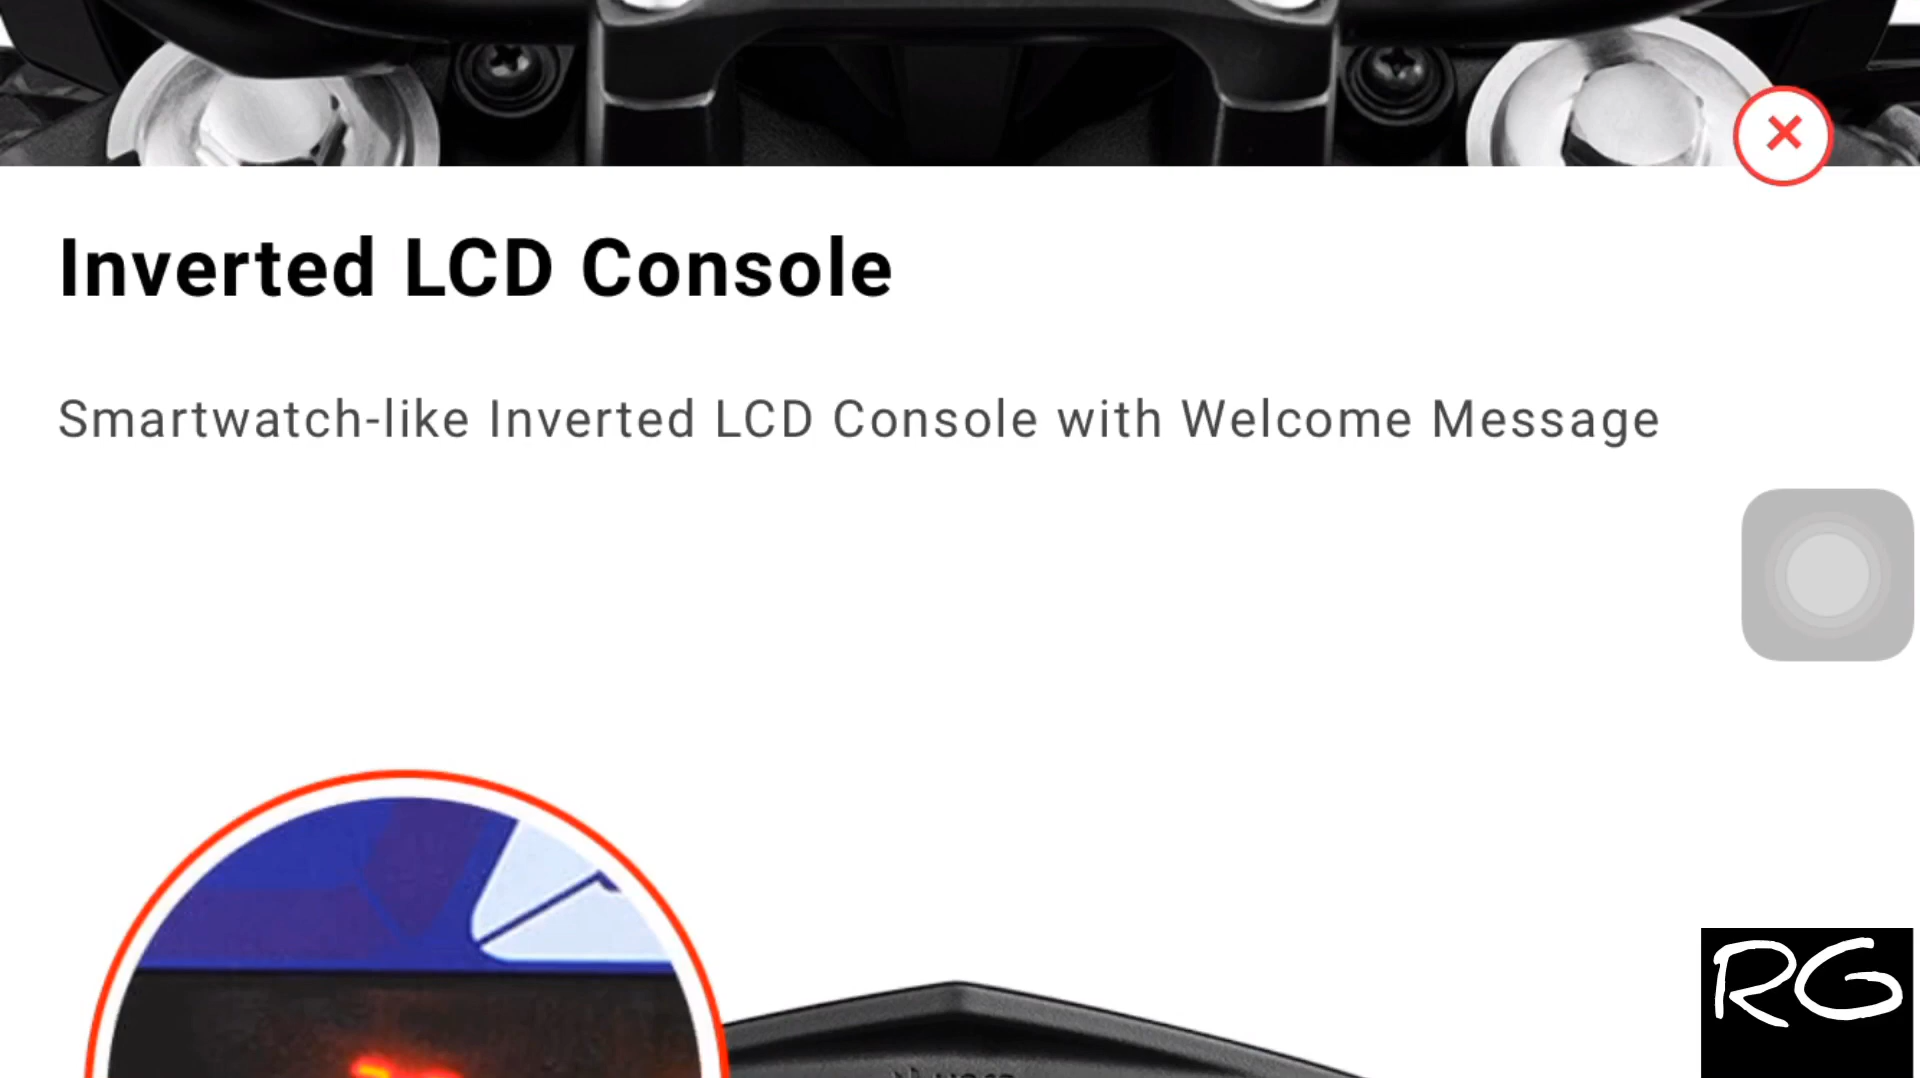 Inverted LCD Console
Smartwatch-like Inverted LCD Console with Welcome Message
RG